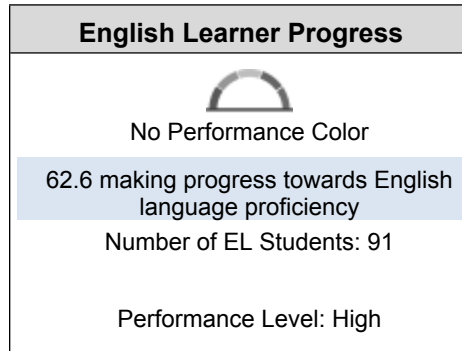 English Learner Progress
No Performance Color
62.6 making progress towards English
language proficiency
Number of EL Students: 91
Performance Level: High